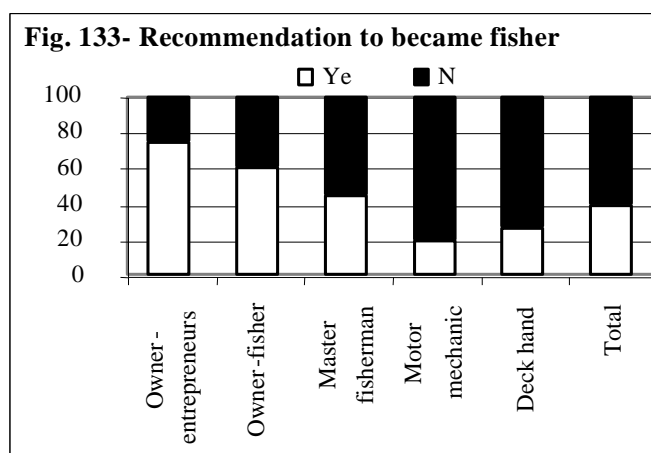 Fig. 133- Recommendation to became fisher
Ye N
100
80
60
40
20
0
Owner-
entrepreneurs
Owner-fisher
Master
fisherman
Motor
mechanic
Deck hand
Total